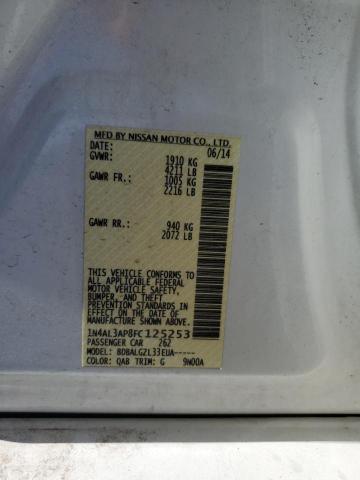 MFD BY NISSAN MOTOR CO., LTD.
DATE: 06/14
GVWR: 1910 KG
4211 LB
GAWR FR.: 1005 KG
2216 LB
GAWR RR.: 940 KG
2072 LB
THIS VEHICLE CONFORMS TO
ALL APPLICABLE FEDERAL
MOTOR VEHICLE SAFETY,
BUMPER, AND THEFT
PREVENTION STANDARDS IN
EFFECT ON THE DATE OF
MANUFACTURE SHOWN ABOVE.
1N4AL3AP8FC125253
PASSENGER CAR 262
MODEL: BDBALGZL33EUA-----
COLOR: QAB TRIM: G 9N00A